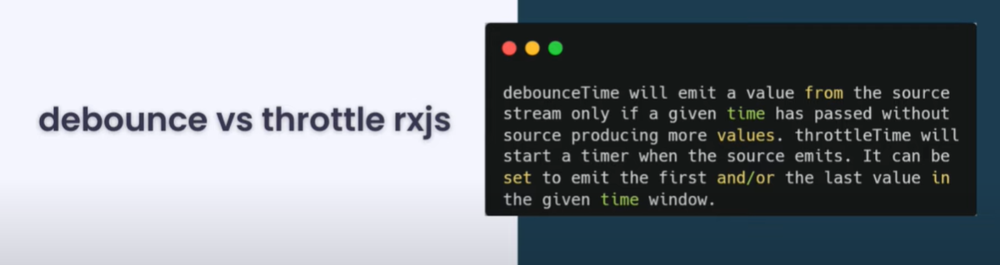 debounce vs throttle rxjs
debounceTime will emit a value from the source
stream only if a given time has passed without
source producing more values. throttleTime will
start a timer when the source emits. It can be
set to emit the first and/or the last value in
the given time window.